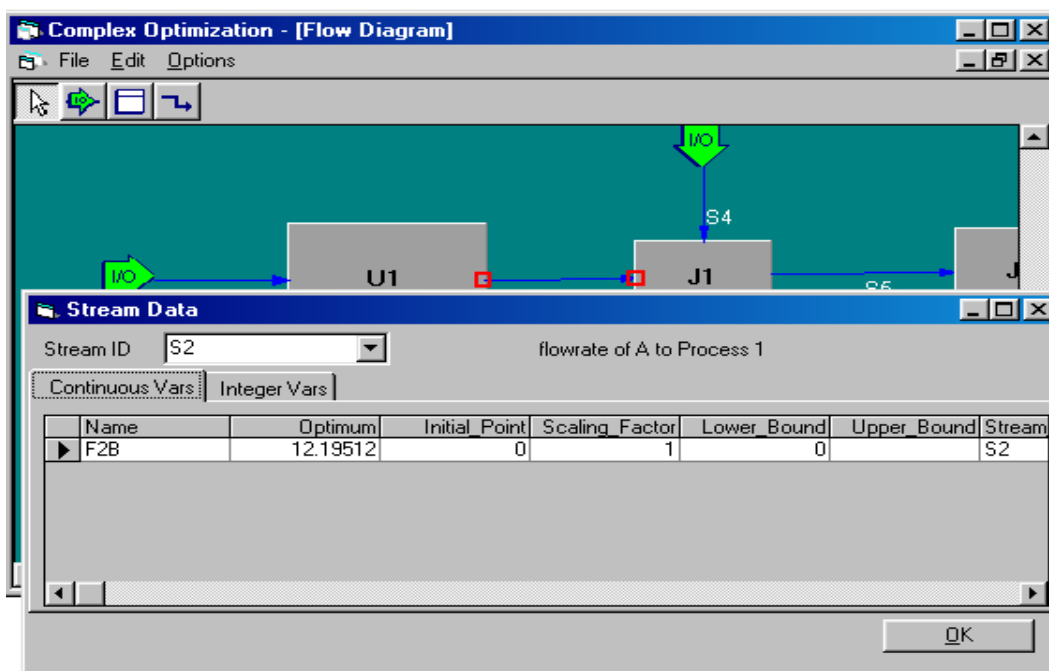 Complex Optimization - [Flow Diagram]
File Edit Options
I/O
S4
I/O U1 J1 J
S5
Stream Data
Stream ID S2 flowrate of A to Process 1
Continuous Vars Integer Vars
Name Optimum Initial_Point Scaling_Factor Lower_Bound Upper_Bound Stream
F2B 12.19512 0 1 0 S2
OK